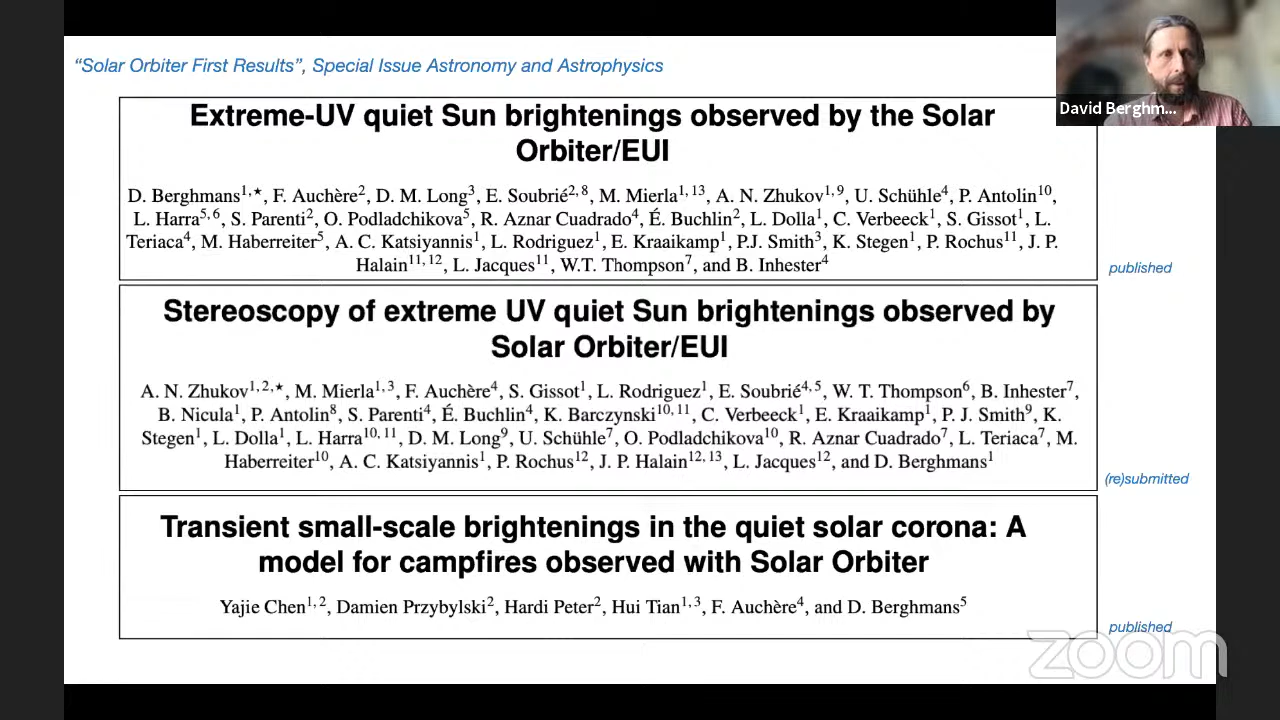 “Solar Orbiter First Results”, Special Issue Astronomy and Astrophysics
David Berghm...
Extreme-UV quiet Sun brightenings observed by the Solar
Orbiter/EUI
D. Berghmans1,★, F. Auchère2, D. M. Long3, E. Soubrié2,8, M. Mierla1,13, A. N. Zhukov1,9, U. Schühle4, P. Antolin10,
L. Harra5,6, S. Parenti2, O. Podladchikova5, R. Aznar Cuadrado4, É. Buchlin2, L. Dolla1, C. Verbeeck1, S. Gissot1, L.
Teriaca4, M. Haberreiter5, A. C. Katsiyannis1, L. Rodriguez1, E. Kraaikamp1, P.J. Smith3, K. Stegen1, P. Rochus11, J. P.
Halain11,12, L. Jacques11, W.T. Thompson7, and B. Inhester4
published
Stereoscopy of extreme UV quiet Sun brightenings observed by
Solar Orbiter/EUI
A. N. Zhukov1,2,★, M. Mierla1,3, F. Auchère4, S. Gissot1, L. Rodriguez1, E. Soubrié4,5, W. T. Thompson6, B. Inhester7,
B. Nicula1, P. Antolin8, S. Parenti4, É. Buchlin4, K. Barczynski10,11, C. Verbeeck1, E. Kraaikamp1, P. J. Smith9, K.
Stegen1, L. Dolla1, L. Harra10,11, D. M. Long9, U. Schühle7, O. Podladchikova10, R. Aznar Cuadrado7, L. Teriaca7, M.
Haberreiter10, A. C. Katsiyannis1, P. Rochus12, J. P. Halain12,13, L. Jacques12, and D. Berghmans1
(re)submitted
Transient small-scale brightenings in the quiet solar corona: A
model for campfires observed with Solar Orbiter
Yajie Chen1,2, Damien Przybylski2, Hardi Peter2, Hui Tian1,3, F. Auchère4, and D. Berghmans5
published
zoom